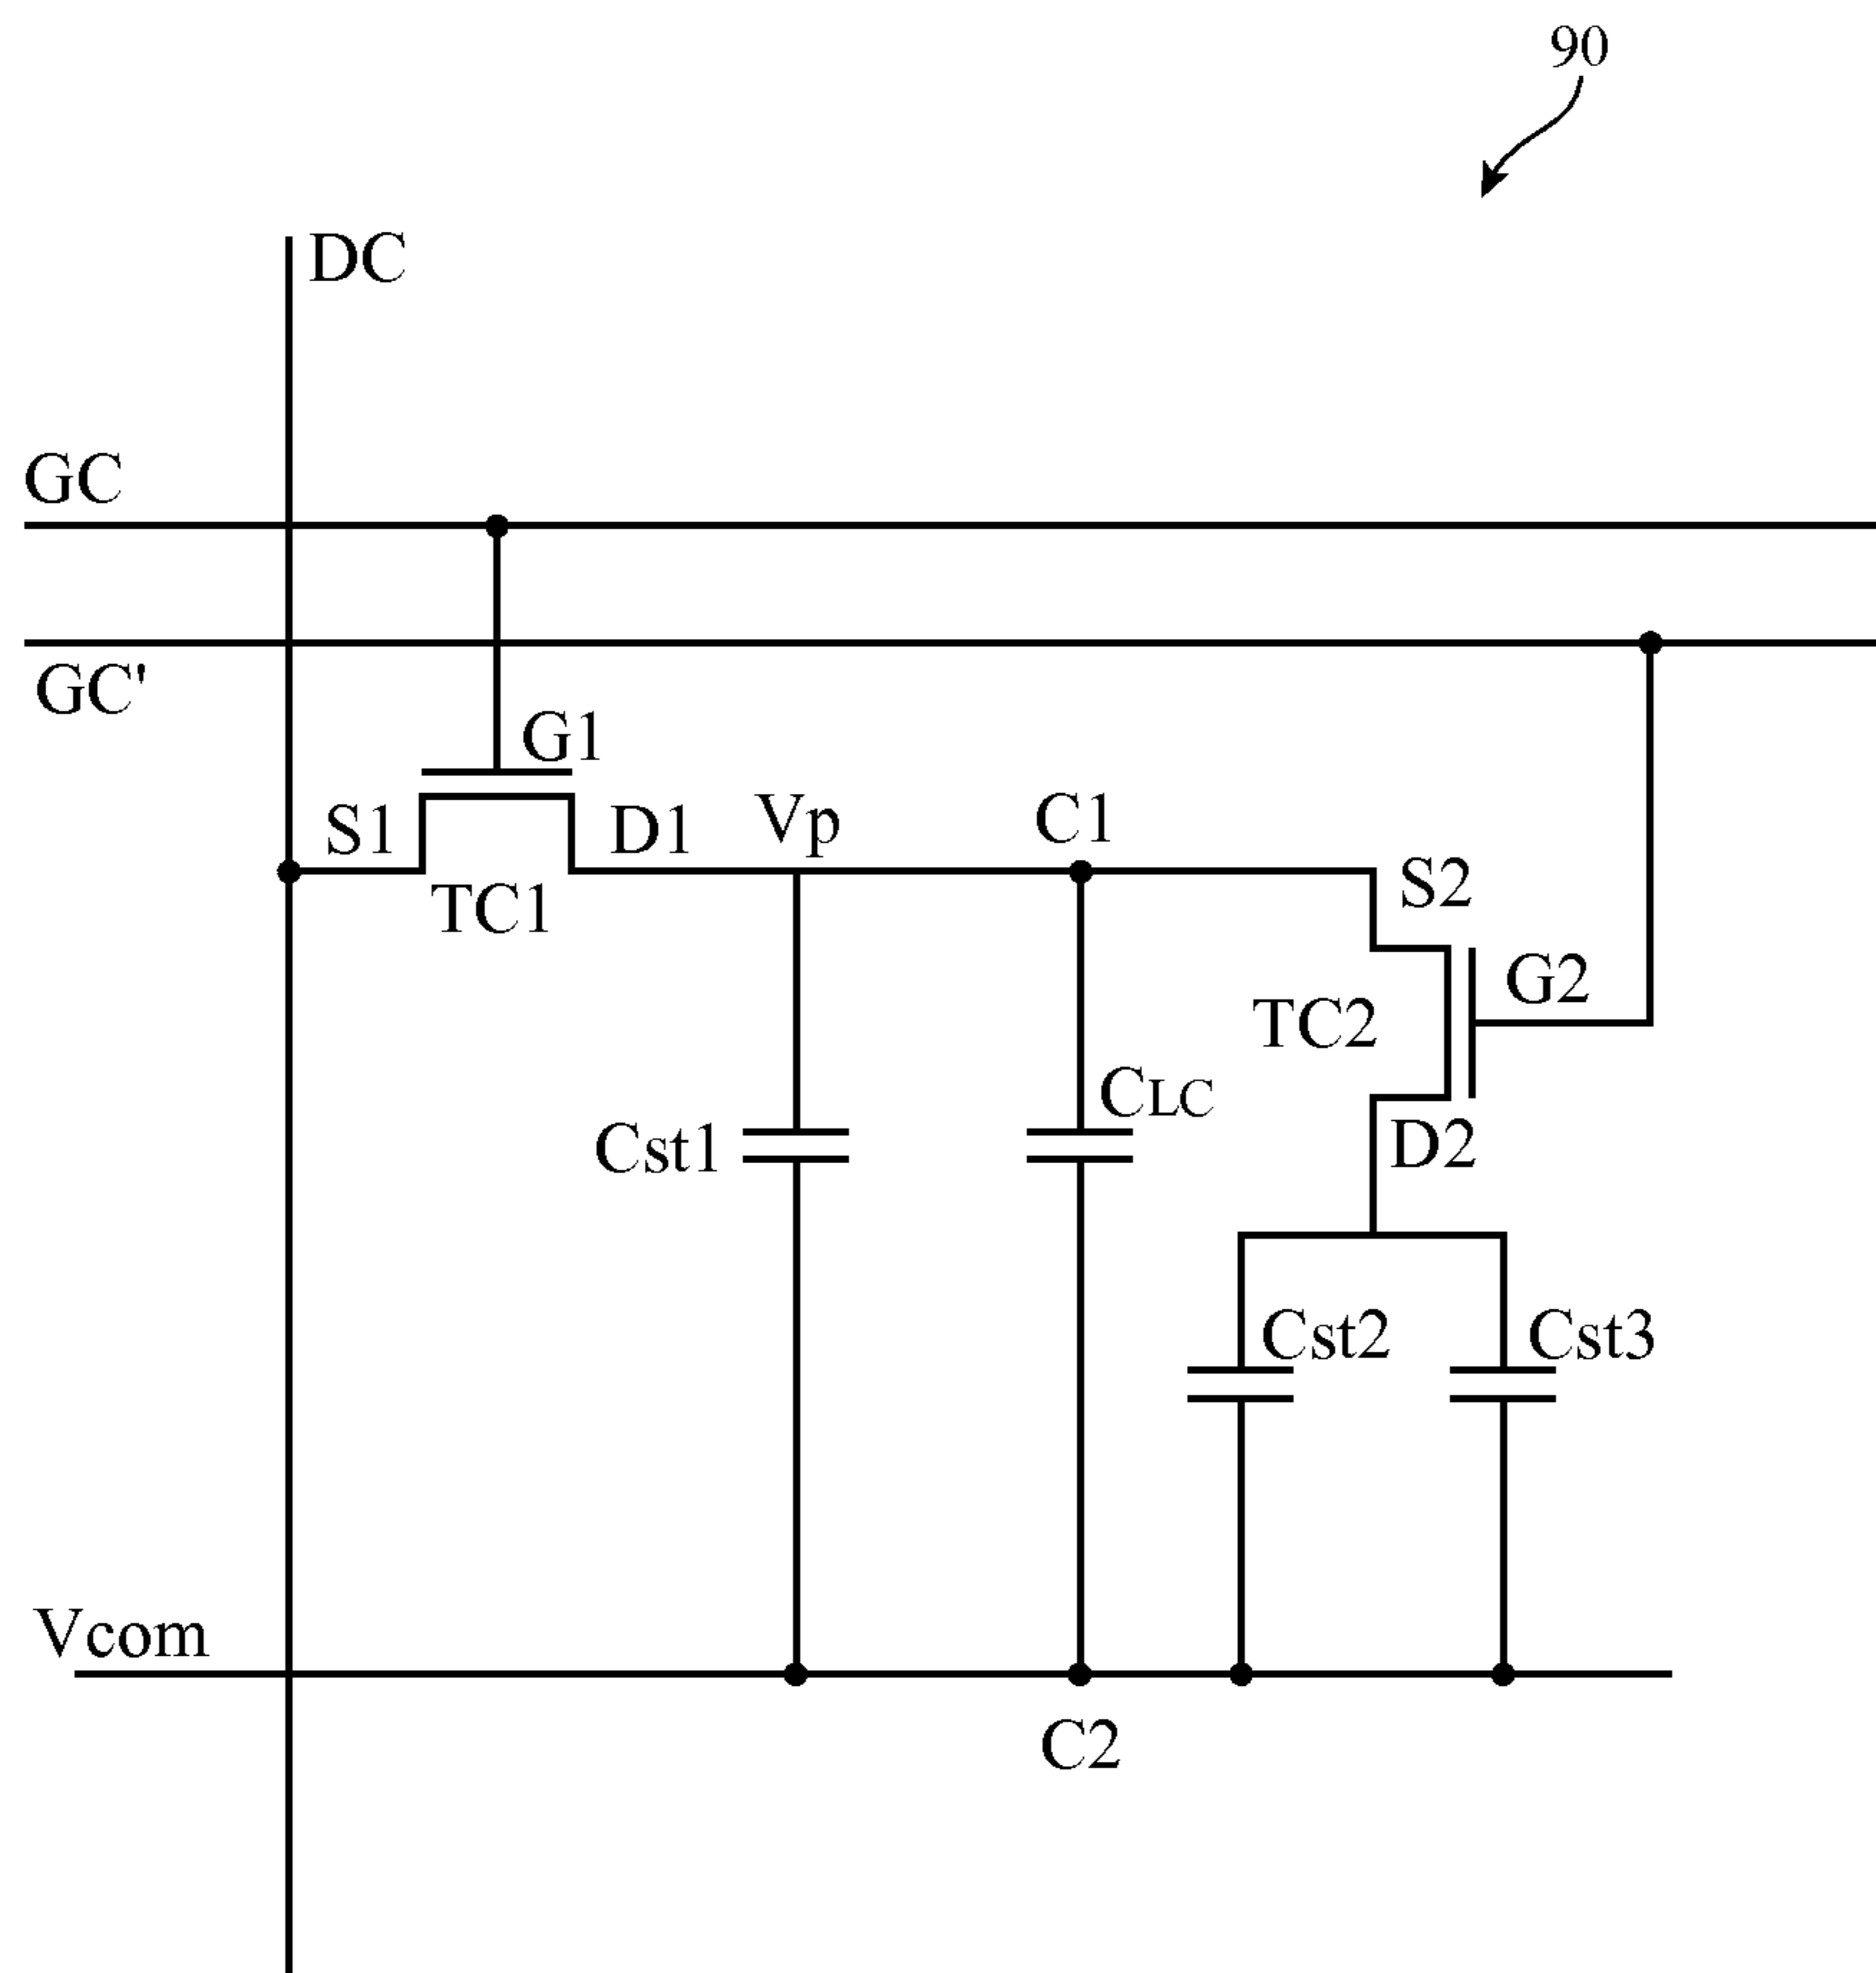 90
DC
GC
GC'
G1
S1
D1
Vp
C1
TC1
S2
G2
TC2
CLC
D2
Cst1
Cst2
Cst3
Vcom
C2